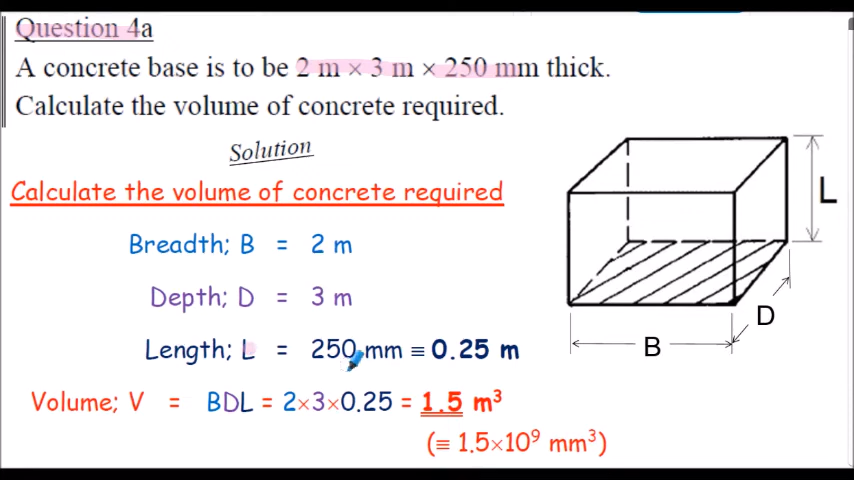 Question 4a
A concrete base is to be 2 m × 3 m × 250 mm thick.
Calculate the volume of concrete required.
Solution
Calculate the volume of concrete required
Breadth; B = 2 m
Depth; D = 3 m
Length; L = 250 mm ≡ 0.25 m
Volume; V = BDL = 2×3×0.25 = 1.5 m³
(≡ 1.5×10⁹ mm³)
L
D
B